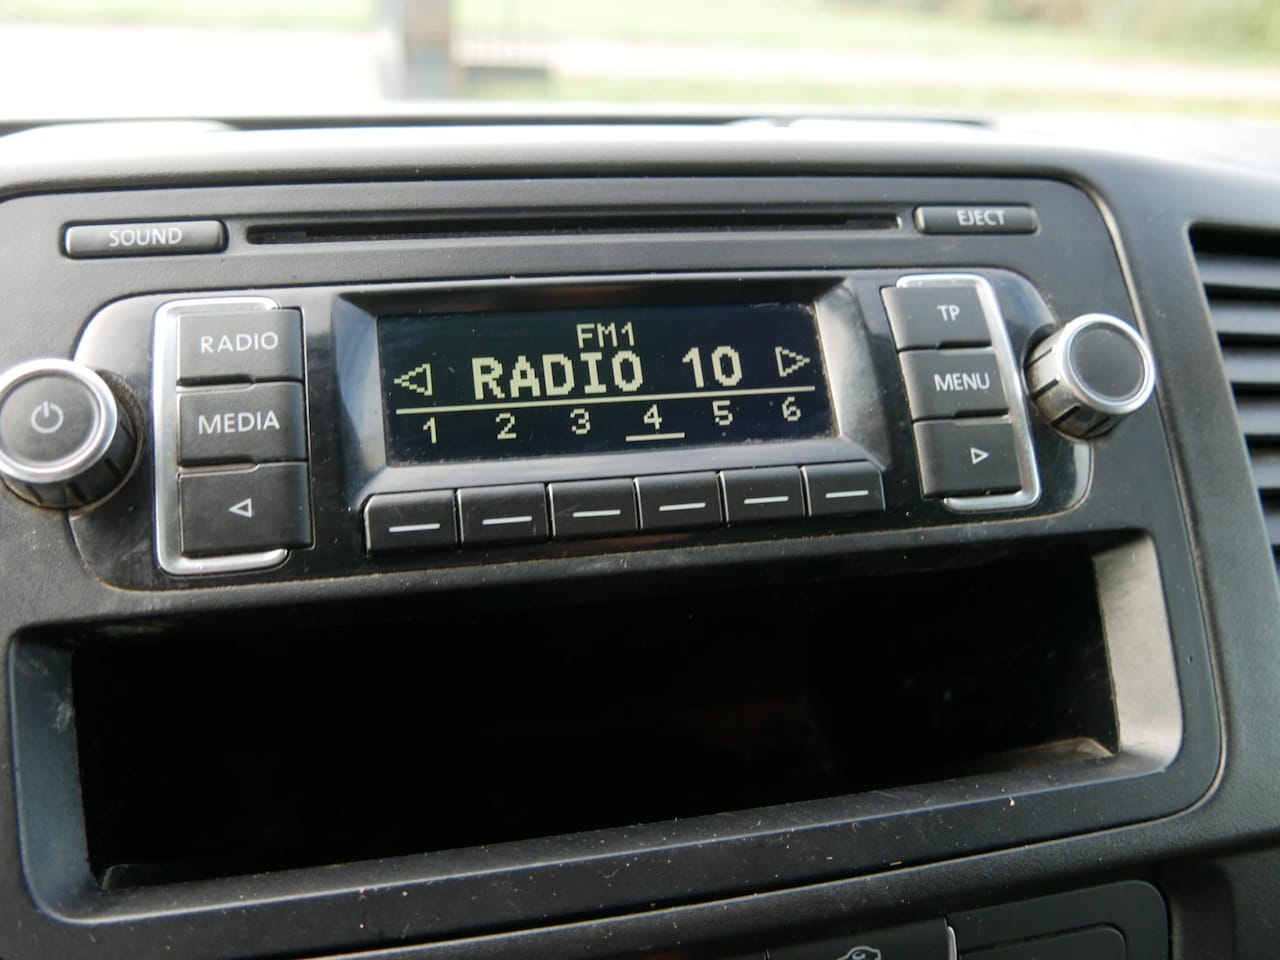 SOUND
EJECT
RADIO
MEDIA
FM1
RADIO 10
1 2 3 4 5 6
TP
MENU